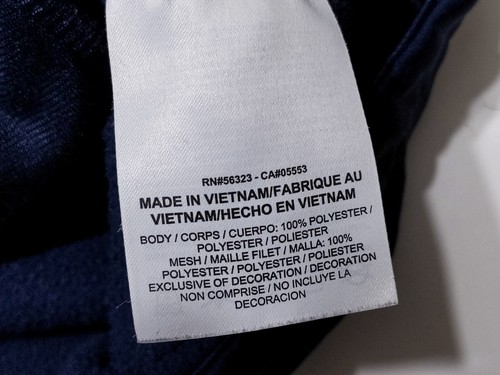 RN#56323 - CA#05553
MADE IN VIETNAM/FABRIQUE AU
VIETNAM/HECHO EN VIETNAM
BODY / CORPS / CUERPO: 100% POLYESTER /
POLYESTER / POLIESTER
MESH / MAILLE FILET / MALLA: 100%
POLYESTER / POLYESTER / POLIESTER
EXCLUSIVE OF DECORATION / DECORATION
NON COMPRISE / NO INCLUYE LA
DECORACION